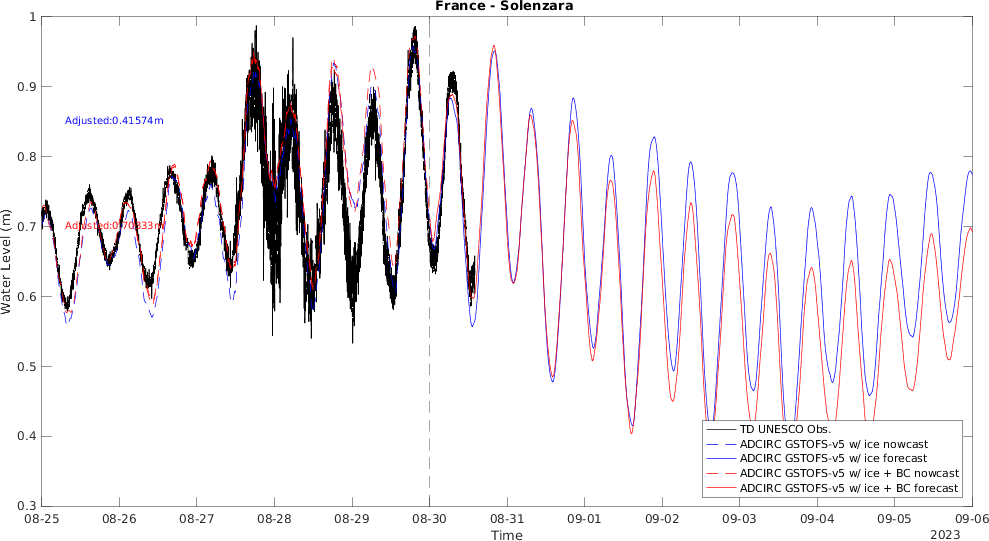 France - Solenzara
1
0.9
0.8
0.7
0.6
0.5
0.4
0.3
Water Level (m)
Adjusted:0.41574m
Adjusted:0.70333m
TD UNESCO Obs.
ADCIRC GSTOFS-v5 w/ ice nowcast
ADCIRC GSTOFS-v5 w/ ice forecast
ADCIRC GSTOFS-v5 w/ ice + BC nowcast
ADCIRC GSTOFS-v5 w/ ice + BC forecast
08-25 08-26 08-27 08-28 08-29 08-30 08-31 09-01 09-02 09-03 09-04 09-05 09-06
Time
2023